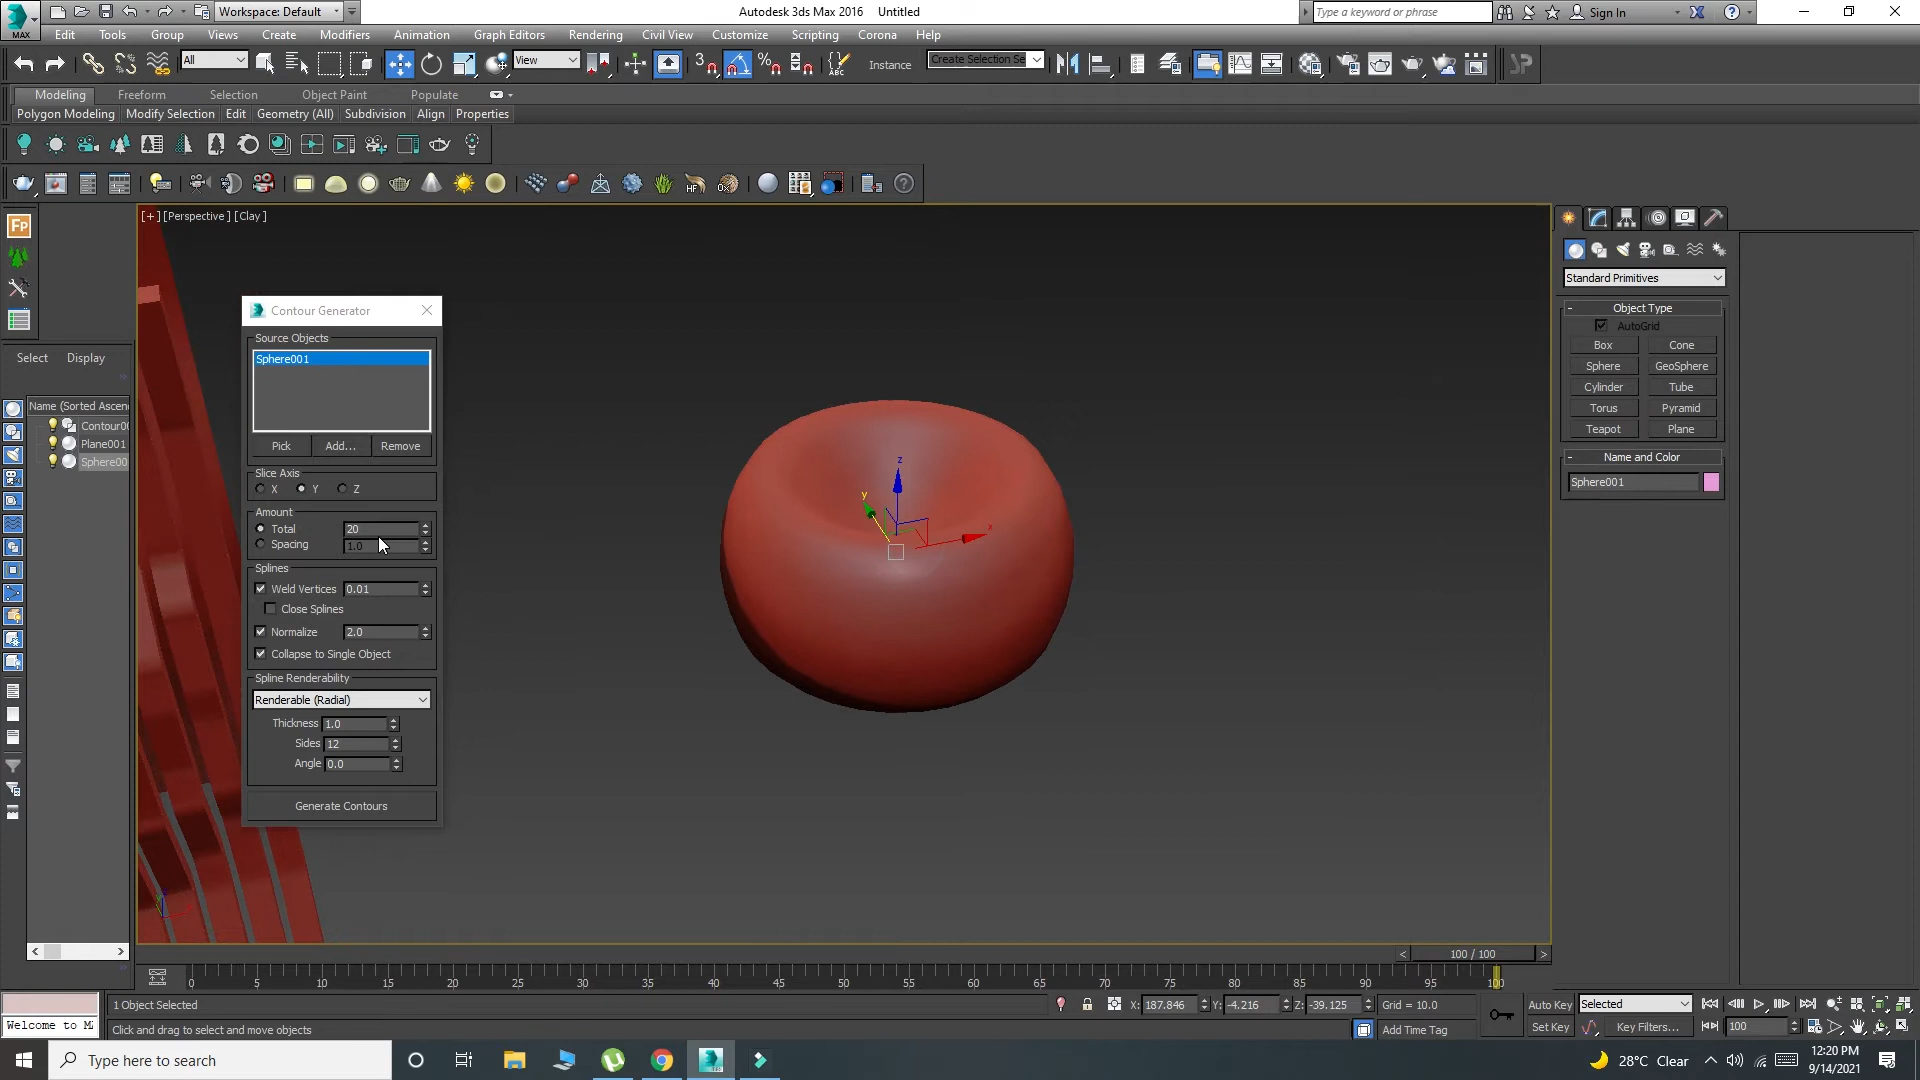 MAX
Workspace: Default
Autodesk 3ds Max 2016    Untitled
Type a keyword or phrase
Sign In
Edit Tools Group Views Create Modifiers Animation Graph Editors Rendering Civil View Customize Scripting Corona Help
All
View
3
ABC
Instance
Create Selection Se
Modeling Freeform Selection Object Paint Populate
Polygon Modeling Modify Selection Edit Geometry (All) Subdivision Align Properties
HF
[+] [Perspective] [Clay]
Fp
Contour Generator
Source Objects
Sphere001
Pick Add... Remove
Slice Axis
X Y Z
Amount
Total 20
Spacing 1.0
Splines
Weld Vertices 0.01
Close Splines
Normalize 2.0
Collapse to Single Object
Spline Renderability
Renderable (Radial)
Thickness 1.0
Sides 12
Angle 0.0
Generate Contours
Select Display
Name (Sorted Ascen
Contour00
Plane001
Sphere00
z
y
x
Standard Primitives
- Object Type
AutoGrid
Box Cone
Sphere GeoSphere
Cylinder Tube
Torus Pyramid
Teapot Plane
- Name and Color
Sphere001
< 100 / 100 >
0 5 10 15 20 25 30 35 40 45 50 55 60 65 70 75 80 85 90 95 100
1 Object Selected
X: 187.846 Y: -4.216 Z: -39.125 Grid = 10.0
Auto Key Selected
Welcome to M
Click and drag to select and move objects
Add Time Tag
Set Key Key Filters... 100
Type here to search
28°C Clear
12:20 PM
9/14/2021